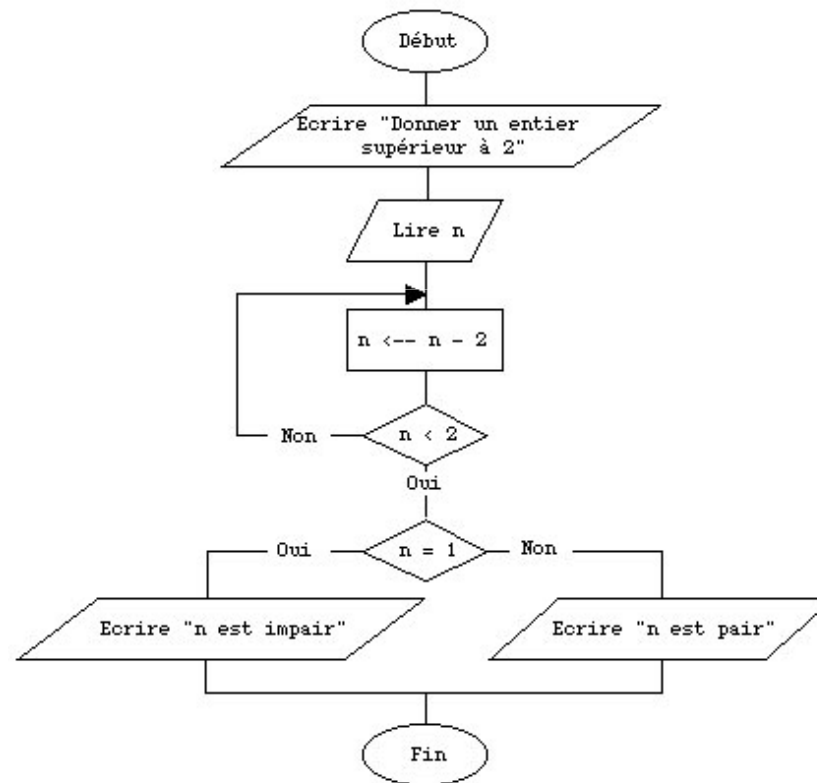 Début
Ecrire "Donner un entier
supérieur à 2"
Lire n
n <-- n - 2
Non
n < 2
Oui
Oui
n = 1
Non
Ecrire "n est impair"
Ecrire "n est pair"
Fin